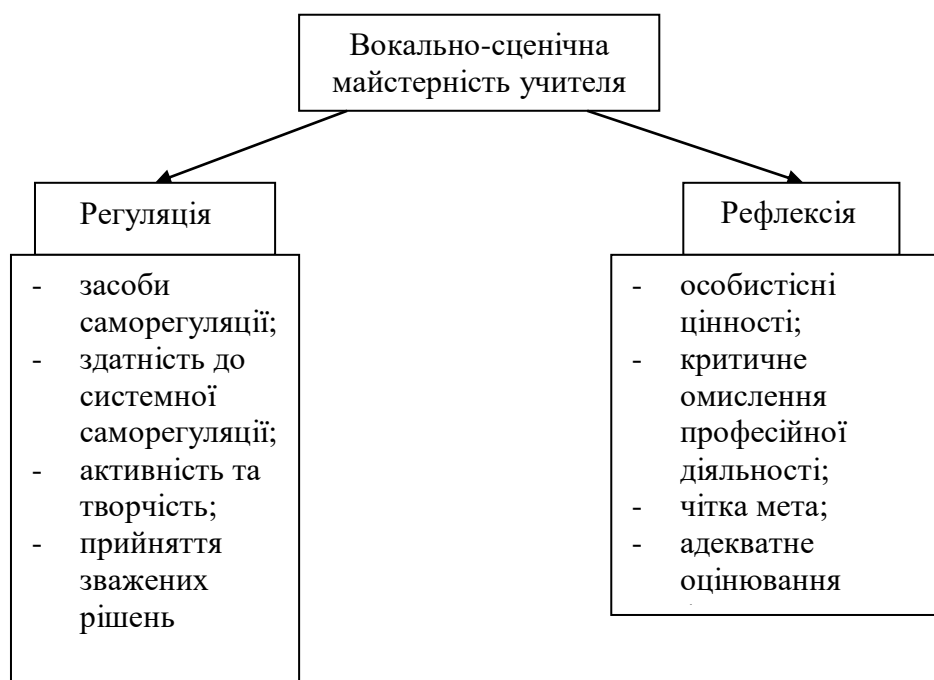 Вокально-сценічна
майстерність учителя
Регуляція
- засоби
саморегуляції;
- здатність до
системної
саморегуляції;
- активність та
творчість;
- прийняття
зважених
рішень
Рефлексія
- особистісні
цінності;
- критичне
омислення
професійної
діяльності;
- чітка мета;
- адекватне
оцінювання